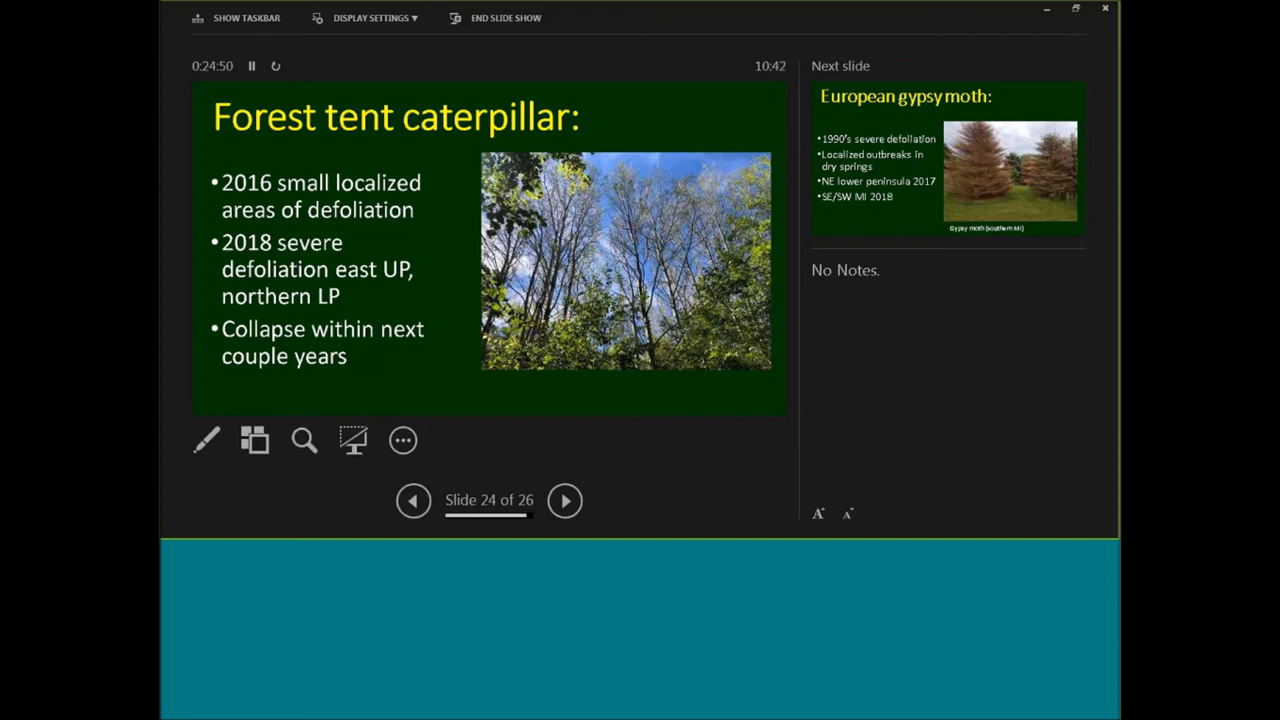 SHOW TASKBAR
DISPLAY SETTINGS ▼
END SLIDE SHOW
0:24:50
10:42
Forest tent caterpillar:
•2016 small localized
areas of defoliation
•2018 severe
defoliation east UP,
northern LP
•Collapse within next
couple years
Slide 24 of 26
Next slide
European gypsy moth:
•1990's severe defoliation
•Localized outbreaks in
dry springs
•NE lower peninsula 2017
•SE/SW MI 2018
Gypsy moth (southern MI)
No Notes.
A A